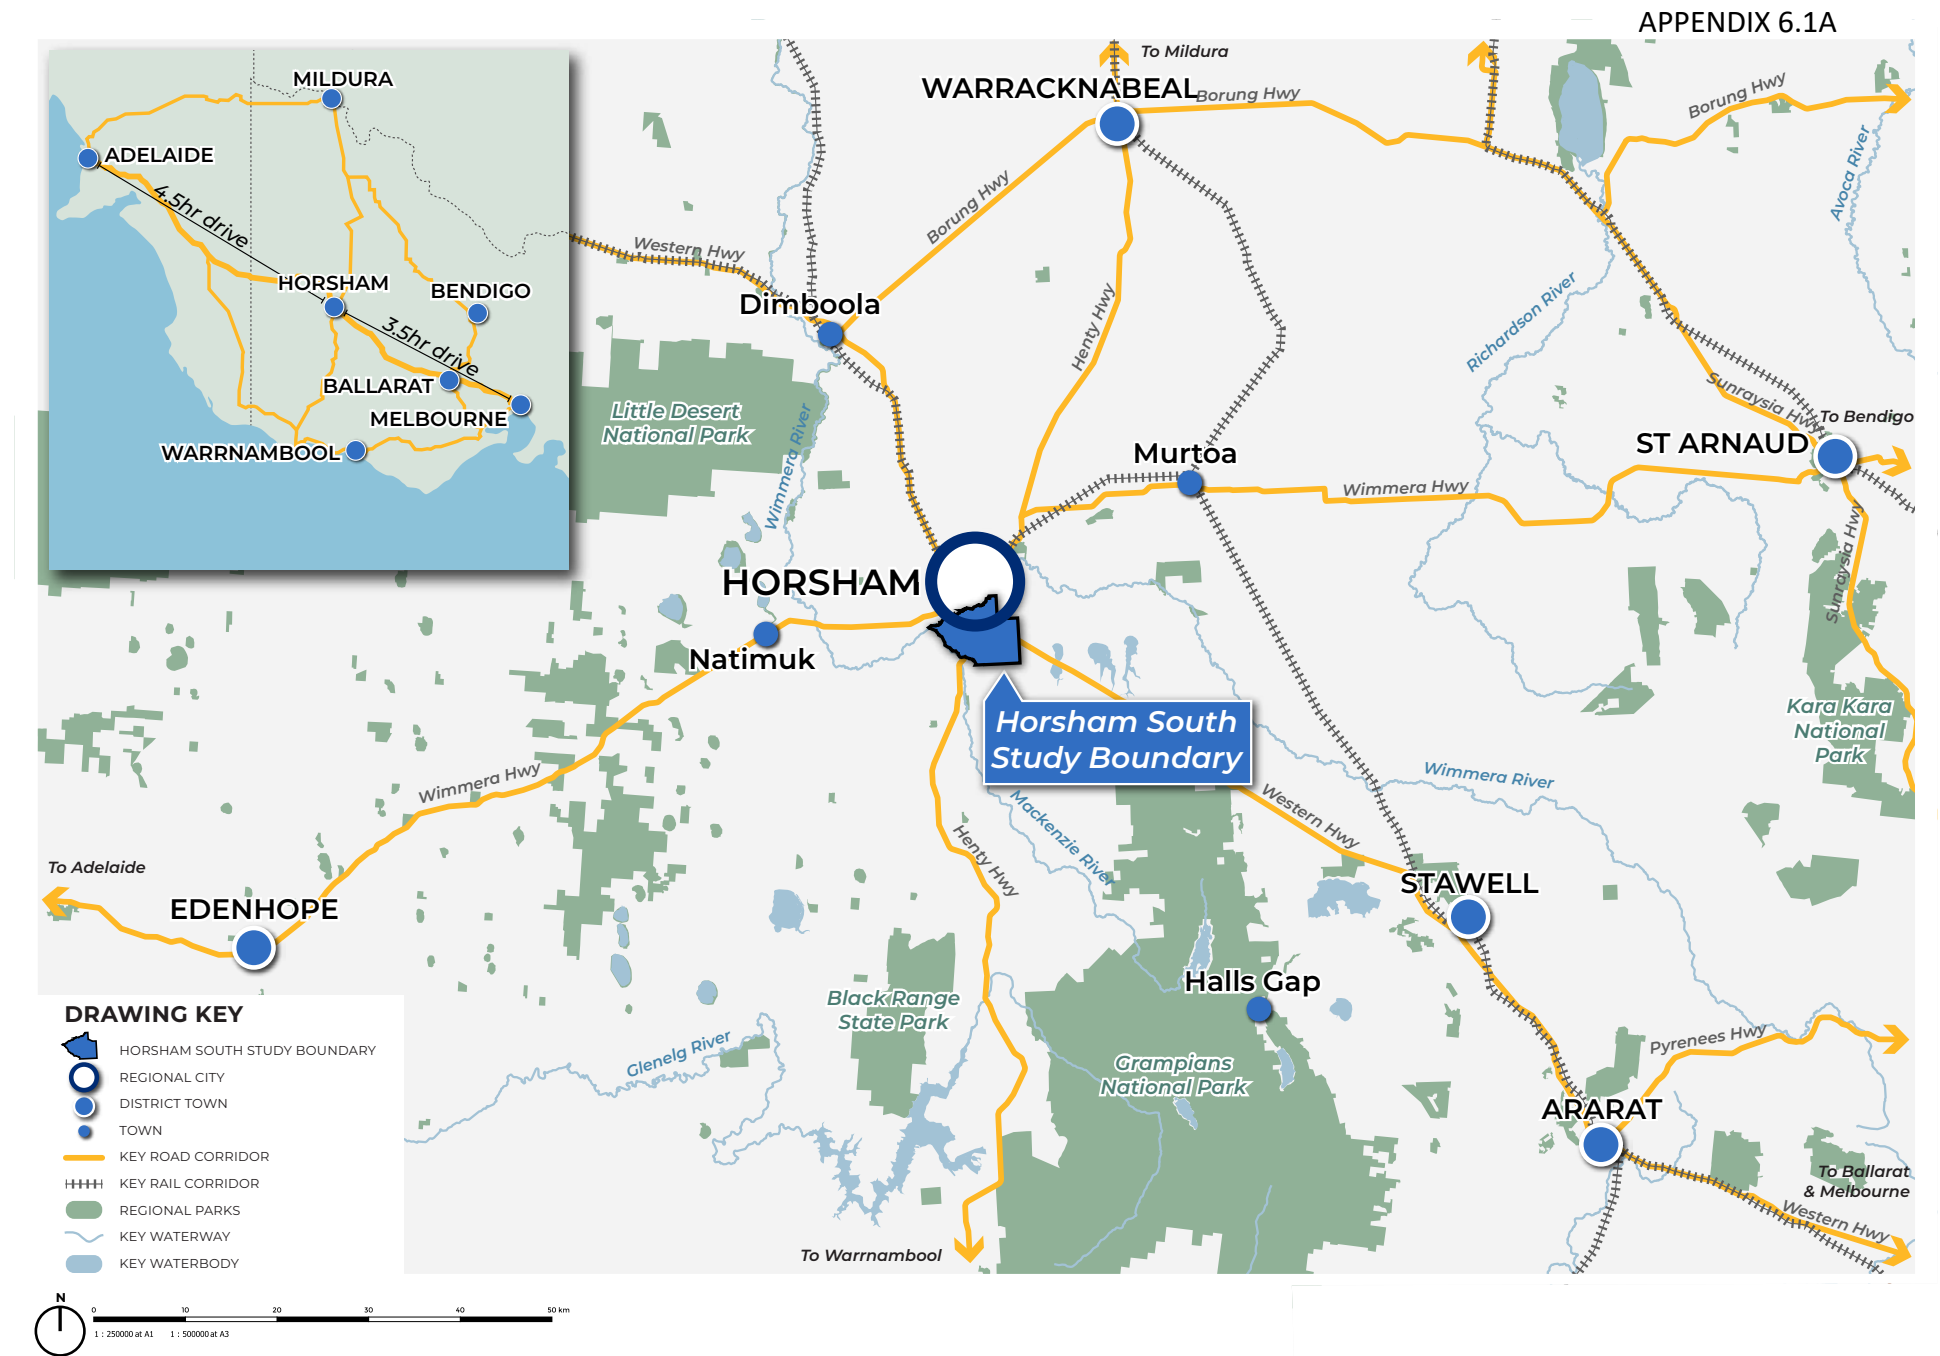 APPENDIX 6.1A
MILDURA
ADELAIDE
4.5hr drive
HORSHAM
BENDIGO
3.5hr drive
BALLARAT
MELBOURNE
WARRNAMBOOL
To Mildura
WARRACKNABEAL
Borung Hwy
Borung Hwy
Avoca River
Borung Hwy
Western Hwy
Dimboola
Henty Hwy
Richardson River
Sunraysia Hwy
To Bendigo
Little Desert
National Park
Wimmera River
Murtoa
ST ARNAUD
Wimmera Hwy
Sunraysia Hwy
HORSHAM
Natimuk
Horsham South
Study Boundary
Kara Kara
National
Park
Wimmera Hwy
Wimmera River
Mackenzie River
Western Hwy
Henty Hwy
To Adelaide
EDENHOPE
STAWELL
Halls Gap
Black Range
State Park
Glenelg River
Grampians
National Park
Pyrenees Hwy
ARARAT
To Ballarat
& Melbourne
Western Hwy
To Warrnambool
DRAWING KEY
HORSHAM SOUTH STUDY BOUNDARY
REGIONAL CITY
DISTRICT TOWN
TOWN
KEY ROAD CORRIDOR
KEY RAIL CORRIDOR
REGIONAL PARKS
KEY WATERWAY
KEY WATERBODY
N
0 10 20 30 40 50 km
1 : 250000 at A1 1 : 500000 at A3